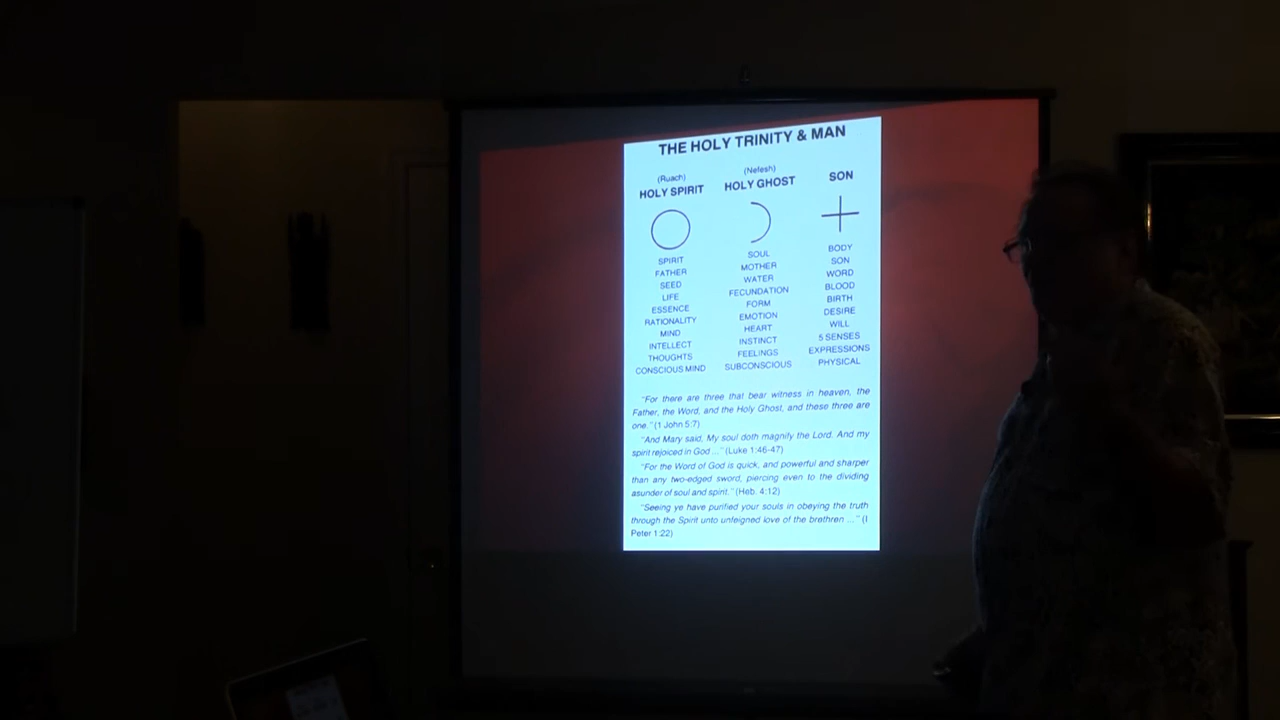 THE HOLY TRINITY & MAN
(Ruach)
HOLY SPIRIT
SPIRIT
FATHER
SEED
LIFE
ESSENCE
RATIONALITY
MIND
INTELLECT
THOUGHTS
CONSCIOUS MIND
(Nefesh)
HOLY GHOST
SOUL
MOTHER
WATER
FECUNDATION
FORM
EMOTION
HEART
INSTINCT
FEELINGS
SUBCONSCIOUS
SON
BODY
SON
WORD
BLOOD
BIRTH
DESIRE
WILL
5 SENSES
EXPRESSIONS
PHYSICAL
"For there are three that bear witness in heaven, the
Father, the Word, and the Holy Ghost, and these three are
one." (1 John 5:7)
"And Mary said, My soul doth magnify the Lord. And my
spirit rejoiced in God ..." (Luke 1:46-47)
"For the Word of God is quick, and powerful and sharper
than any two-edged sword, piercing even to the dividing
asunder of soul and spirit." (Heb. 4:12)
"Seeing ye have purified your souls in obeying the truth
through the Spirit unto unfeigned love of the brethren ..." (I
Peter 1:22)